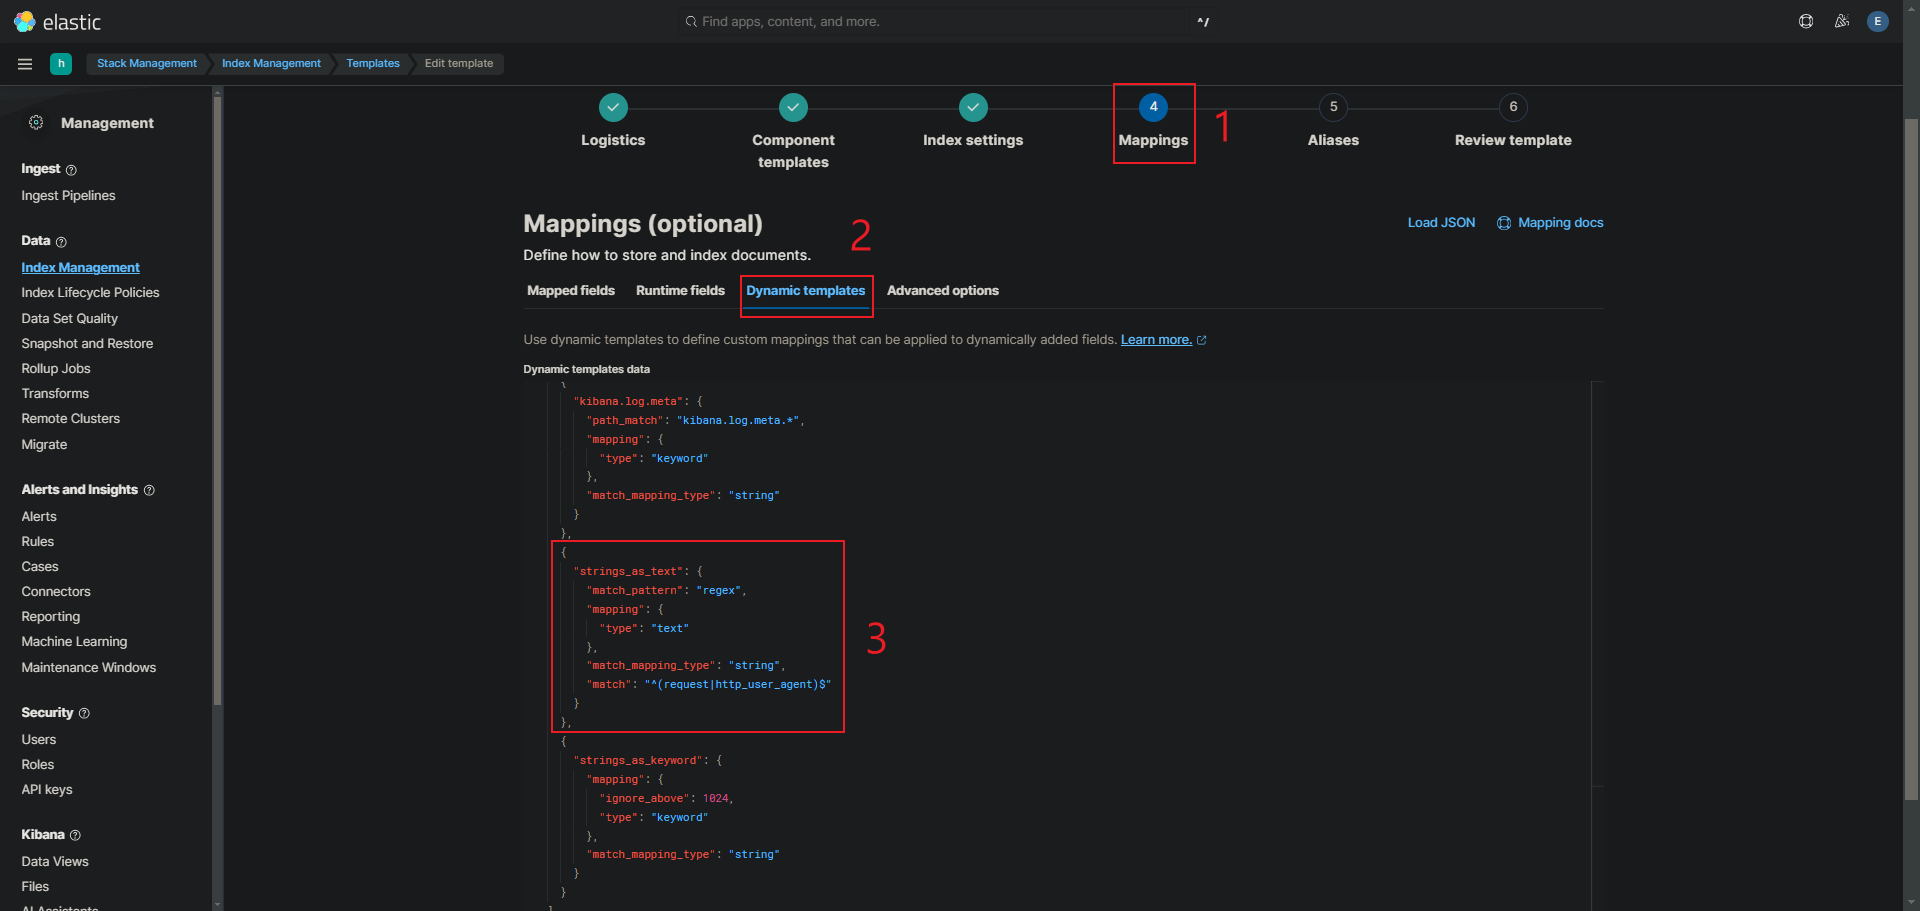 elastic
Find apps, content, and more.
^/
E
h
Stack Management
Index Management
Templates
Edit template
Management
Ingest
Ingest Pipelines
Data
Index Management
Index Lifecycle Policies
Data Set Quality
Snapshot and Restore
Rollup Jobs
Transforms
Remote Clusters
Migrate
Alerts and Insights
Alerts
Rules
Cases
Connectors
Reporting
Machine Learning
Maintenance Windows
Security
Users
Roles
API keys
Kibana
Data Views
Files
AI Assistants
Logistics
Component
templates
Index settings
4
Mappings
1
5
Aliases
6
Review template
Mappings (optional)
2
Load JSON
Mapping docs
Define how to store and index documents.
Mapped fields
Runtime fields
Dynamic templates
Advanced options
Use dynamic templates to define custom mappings that can be applied to dynamically added fields. Learn more.
Dynamic templates data
{
"kibana.log.meta": {
"path_match": "kibana.log.meta.*",
"mapping": {
"type": "keyword"
},
"match_mapping_type": "string"
}
},
{
"strings_as_text": {
"match_pattern": "regex",
"mapping": {
"type": "text"
},
"match_mapping_type": "string",
"match": "^(request|http_user_agent)$"
}
},
3
{
"strings_as_keyword": {
"mapping": {
"ignore_above": 1024,
"type": "keyword"
},
"match_mapping_type": "string"
}
}
]